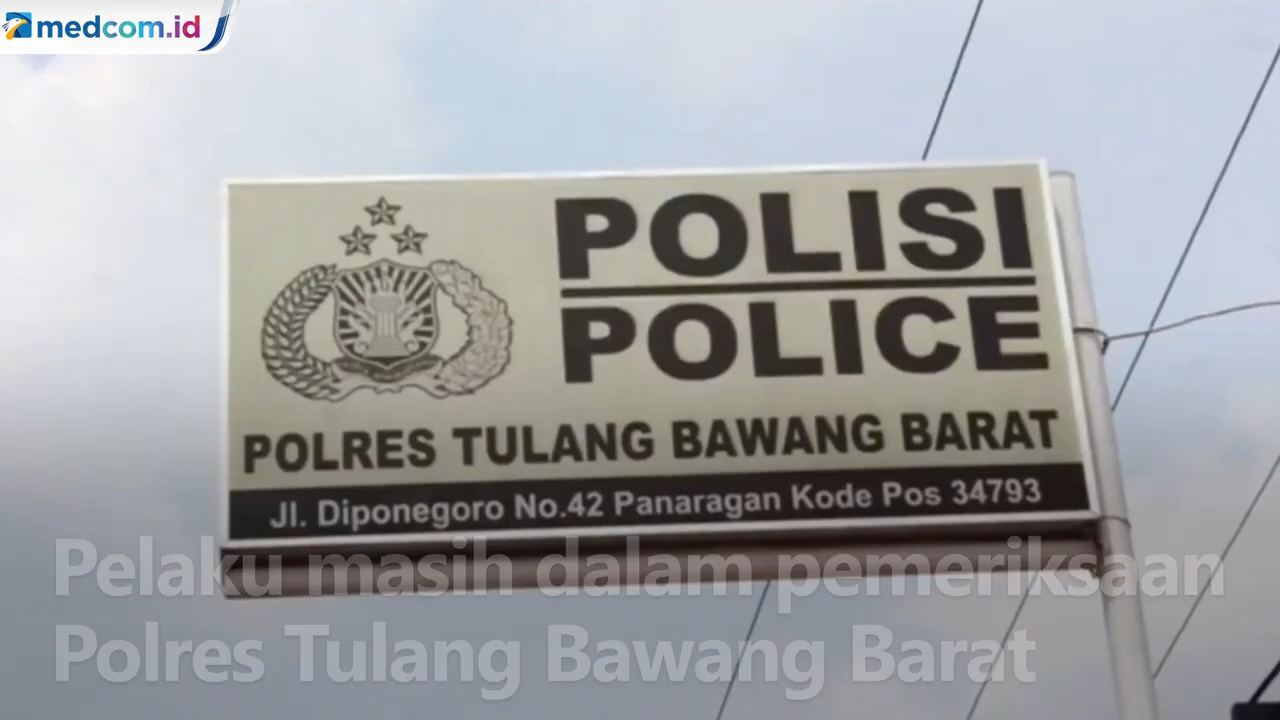 medcom.id
POLISI
POLICE
POLRES TULANG BAWANG BARAT
Jl. Diponegoro No.42 Panaragan Kode Pos 34793
Pelaku masih dalam pemeriksaan
Polres Tulang Bawang Barat